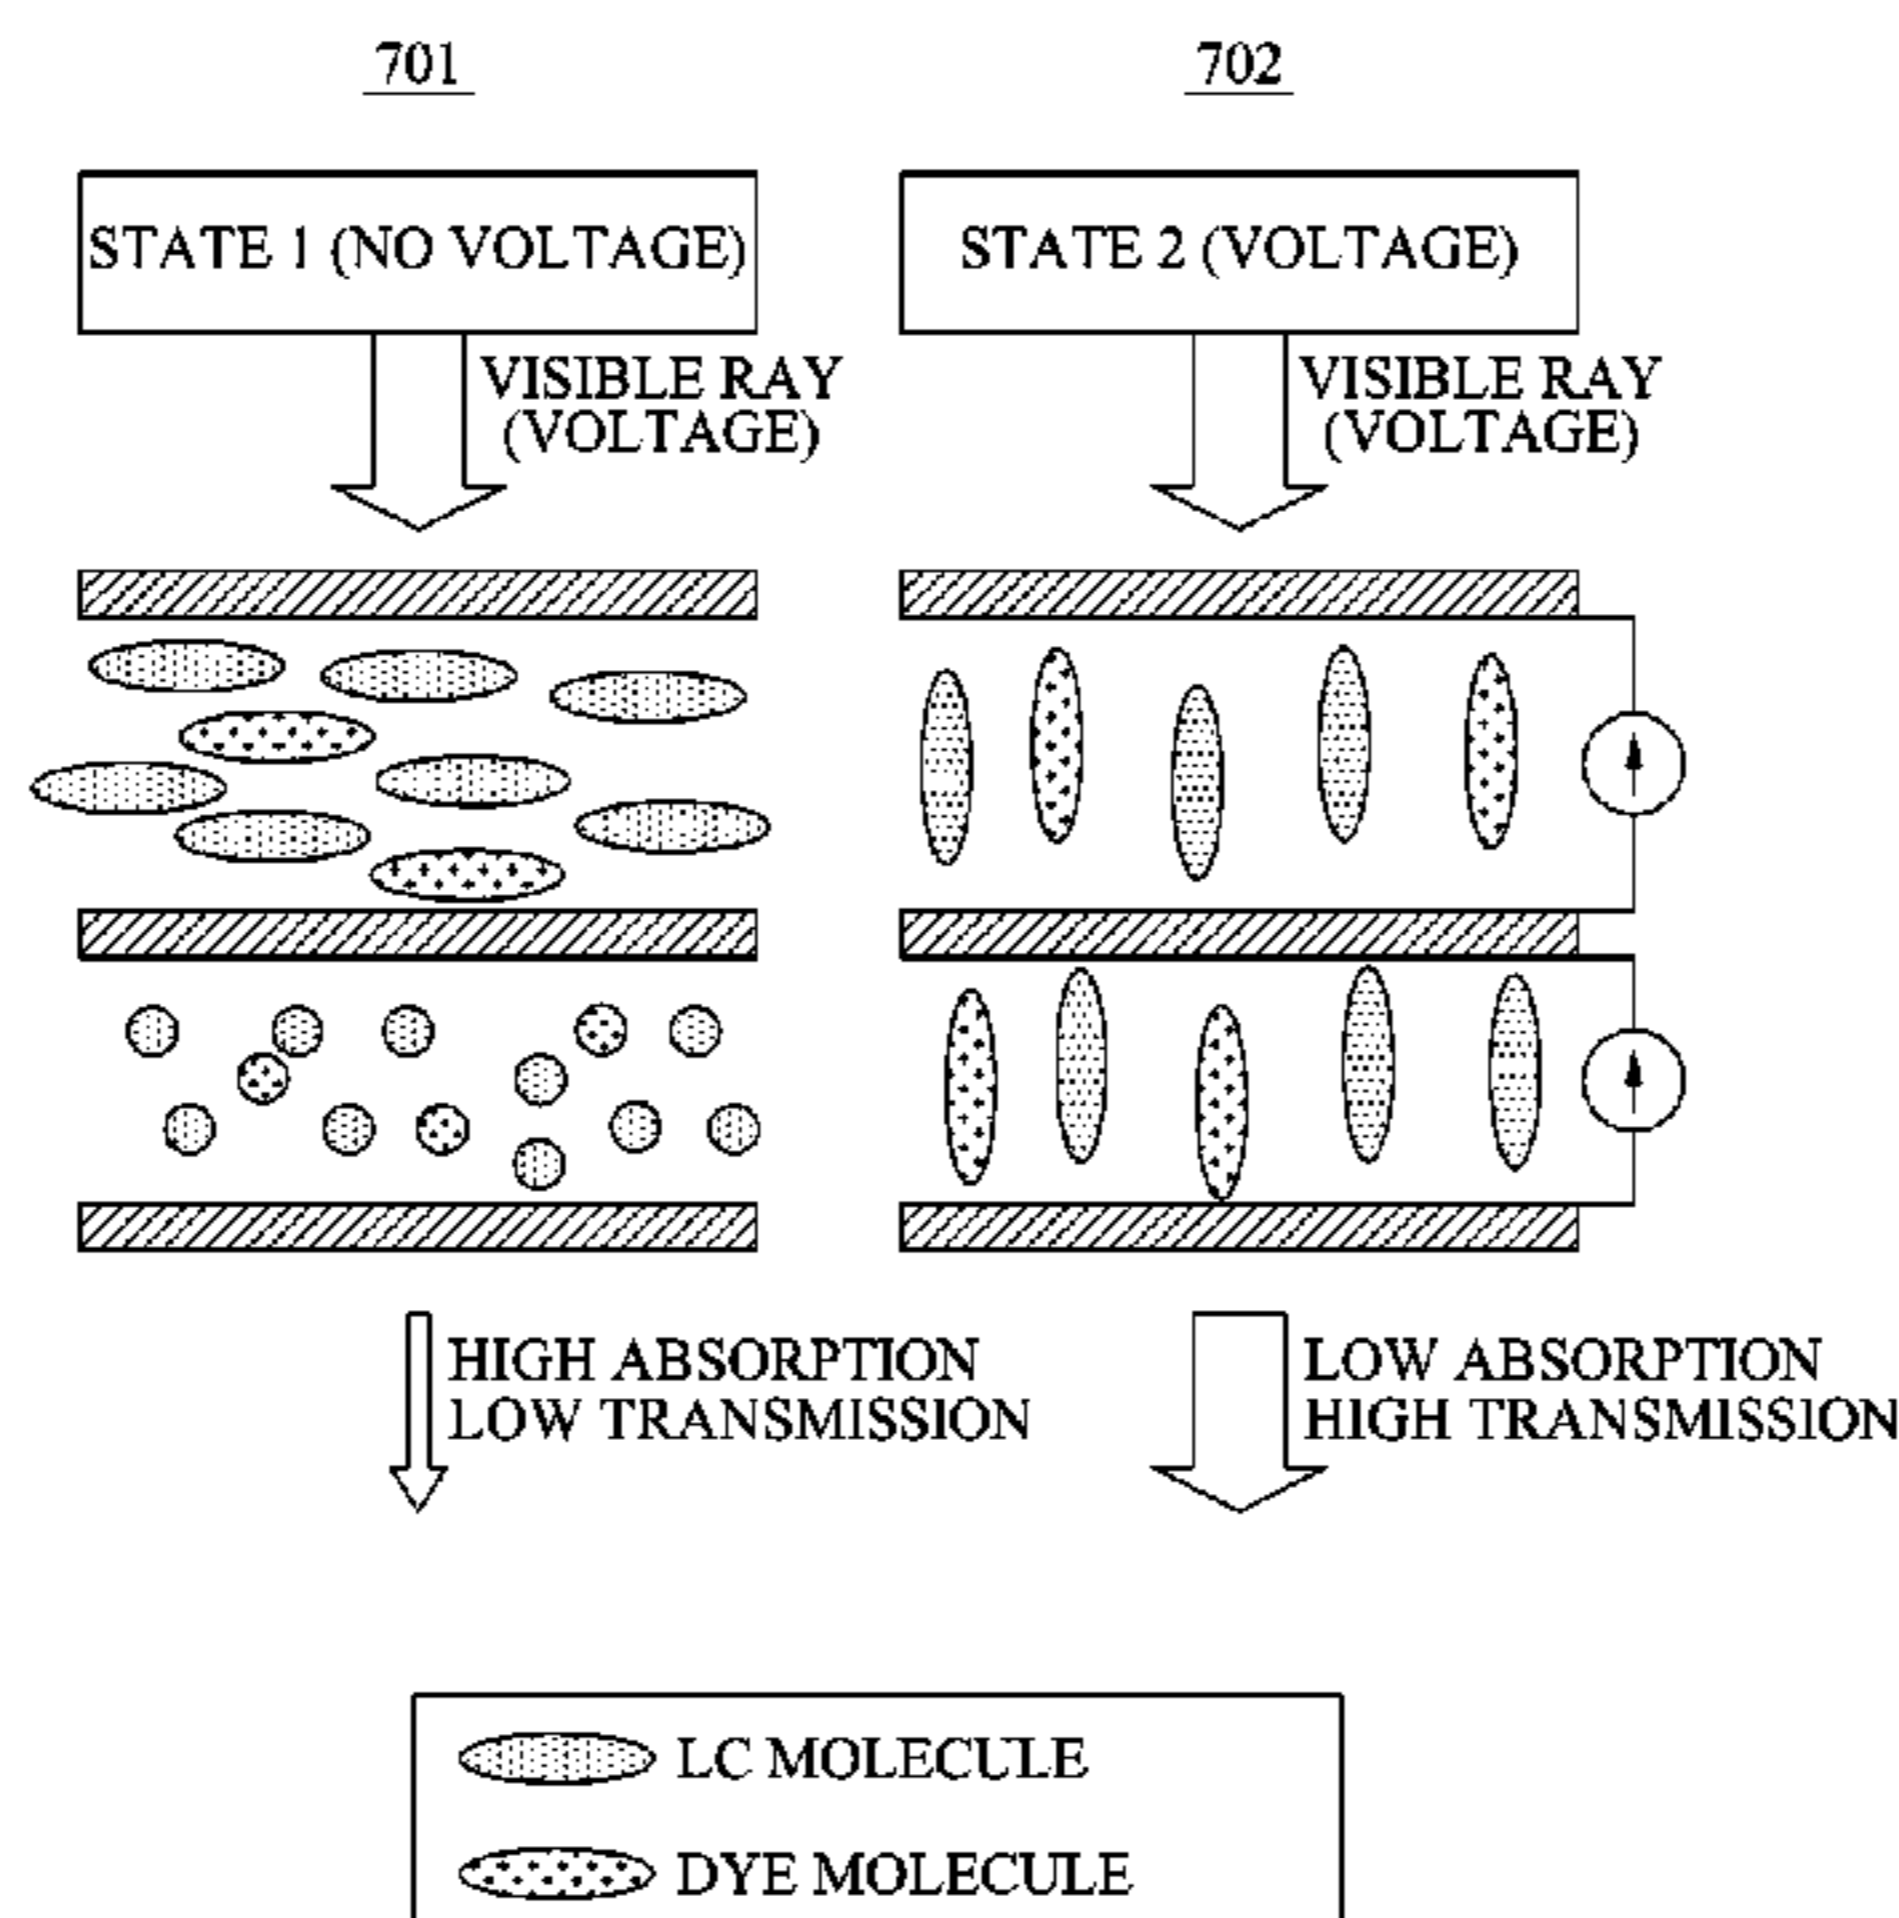 701
702
STATE 1 (NO VOLTAGE)
STATE 2 (VOLTAGE)
VISIBLE RAY
(VOLTAGE)
VISIBLE RAY
(VOLTAGE)
HIGH ABSORPTION
LOW TRANSMISSION
LOW ABSORPTION
HIGH TRANSMISSION
LC MOLECULE
DYE MOLECULE